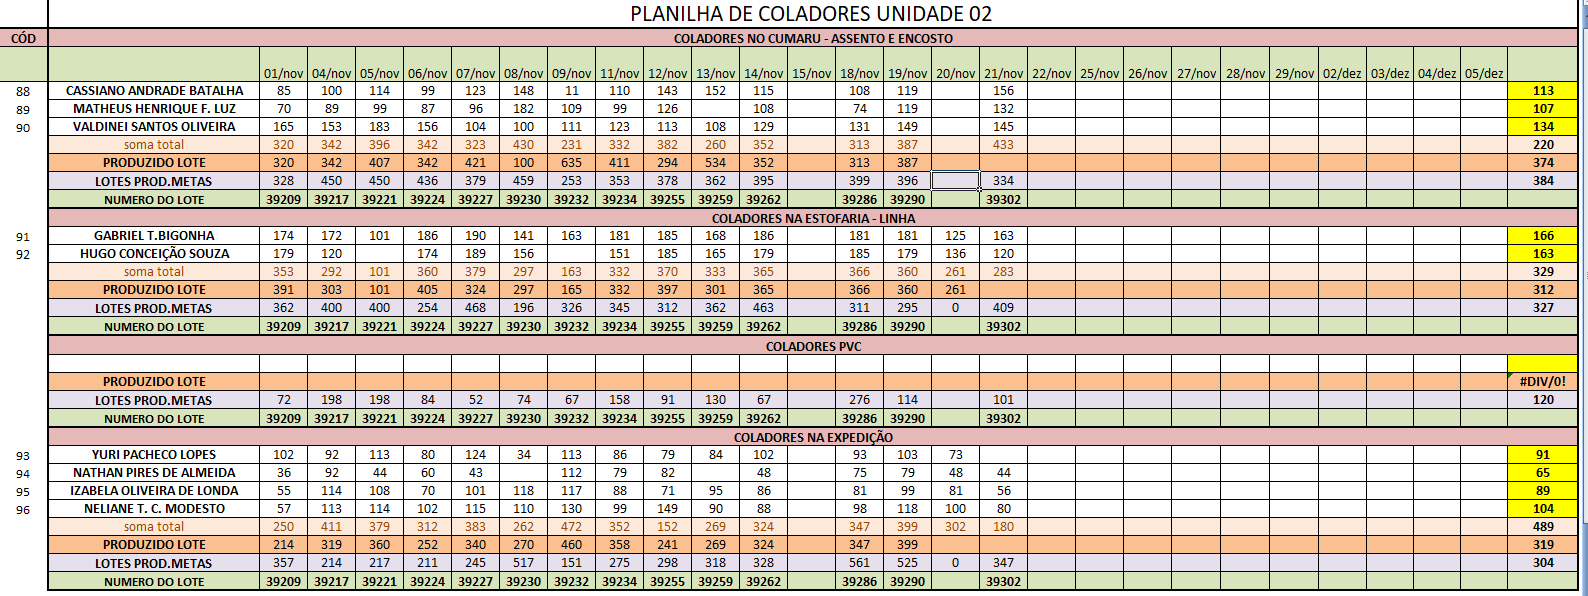 PLANILHA DE COLADORES UNIDADE 02
CÓD COLADORES NO CUMARU - ASSENTO E ENCOSTO
01/nov 04/nov 05/nov 06/nov 07/nov 08/nov 09/nov 11/nov 12/nov 13/nov 14/nov 15/nov 18/nov 19/nov 20/nov 21/nov 22/nov 25/nov 26/nov 27/nov 28/nov 29/nov 02/dez 03/dez 04/dez 05/dez
88 CASSIANO ANDRADE BATALHA 85 100 114 99 123 148 11 110 143 152 115 108 119 156 113
89 MATHEUS HENRIQUE F. LUZ 70 89 99 87 96 182 109 99 126 108 74 119 132 107
90 VALDINEI SANTOS OLIVEIRA 165 153 183 156 104 100 111 123 113 108 129 131 149 145 134
soma total 320 342 396 342 323 430 231 332 382 260 352 313 387 433 220
PRODUZIDO LOTE 320 342 407 342 421 100 635 411 294 534 352 313 387 374
LOTES PROD.METAS 328 450 450 436 379 459 253 353 378 362 395 399 396 334 384
NUMERO DO LOTE 39209 39217 39221 39224 39227 39230 39232 39234 39255 39259 39262 39286 39290 39302
COLADORES NA ESTOFARIA - LINHA
91 GABRIEL T.BIGONHA 174 172 101 186 190 141 163 181 185 168 186 181 181 125 163 166
92 HUGO CONCEIÇÃO SOUZA 179 120 174 189 156 151 185 165 179 185 179 136 120 163
soma total 353 292 101 360 379 297 163 332 370 333 365 366 360 261 283 329
PRODUZIDO LOTE 391 303 101 405 324 297 165 332 397 301 365 366 360 261 312
LOTES PROD.METAS 362 400 400 254 468 196 326 345 312 362 463 311 295 0 409 327
NUMERO DO LOTE 39209 39217 39221 39224 39227 39230 39232 39234 39255 39259 39262 39286 39290 39302
COLADORES PVC
PRODUZIDO LOTE #DIV/0!
LOTES PROD.METAS 72 198 198 84 52 74 67 158 91 130 67 276 114 101 120
NUMERO DO LOTE 39209 39217 39221 39224 39227 39230 39232 39234 39255 39259 39262 39286 39290 39302
COLADORES NA EXPEDIÇÃO
93 YURI PACHECO LOPES 102 92 113 80 124 34 113 86 79 84 102 93 103 73 91
94 NATHAN PIRES DE ALMEIDA 36 92 44 60 43 112 79 82 48 75 79 48 44 65
95 IZABELA OLIVEIRA DE LONDA 55 114 108 70 101 118 117 88 71 95 86 81 99 81 56 89
96 NELIANE T. C. MODESTO 57 113 114 102 115 110 130 99 149 90 88 98 118 100 80 104
soma total 250 411 379 312 383 262 472 352 152 269 324 347 399 302 180 489
PRODUZIDO LOTE 214 319 360 252 340 270 460 358 241 269 324 347 399 319
LOTES PROD.METAS 357 214 217 211 245 517 151 275 298 318 328 561 525 0 347 304
NUMERO DO LOTE 39209 39217 39221 39224 39227 39230 39232 39234 39255 39259 39262 39286 39290 39302